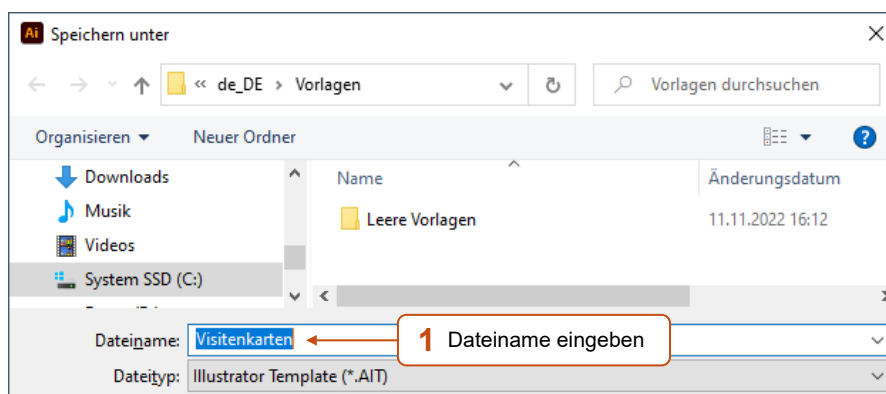 Ai Speichern unter
« de_DE > Vorlagen Vorlagen durchsuchen
Organisieren Neuer Ordner ?
Downloads Name Änderungsdatum
Musik Leere Vorlagen 11.11.2022 16:12
Videos
System SSD (C:)
Dateiname: Visitenkarten 1 Dateiname eingeben
Dateityp: Illustrator Template (*.AIT)